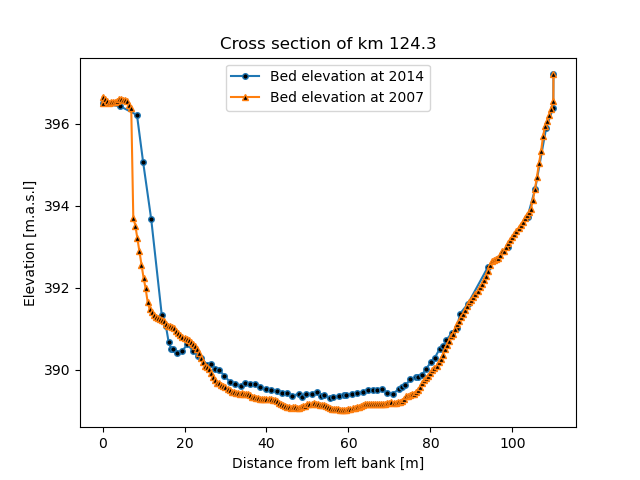 Cross section of km 124.3
Bed elevation at 2014
Bed elevation at 2007
Elevation [m.a.s.l]
396
394
392
390
0 20 40 60 80 100
Distance from left bank [m]